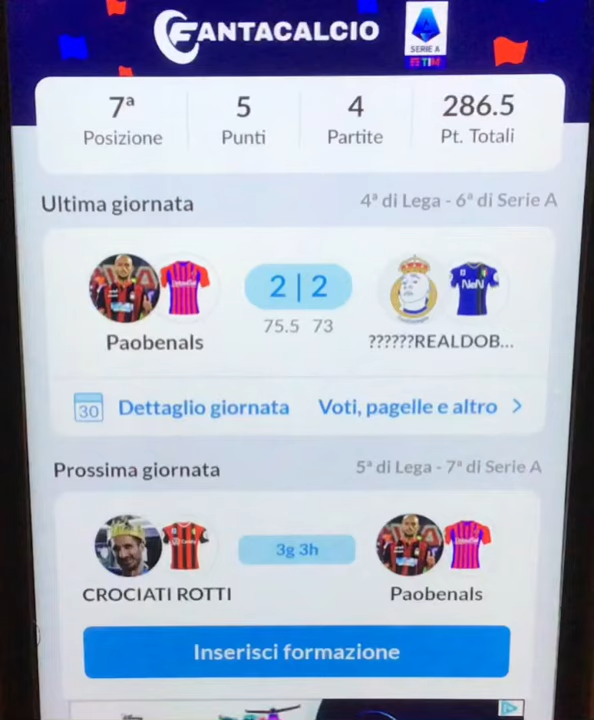 FANTACALCIO
SERIE A
TIM
7ª 5 4 286.5
Posizione Punti Partite Pt. Totali
Ultima giornata 4ª di Lega - 6ª di Serie A
2 | 2
75.5 73
Paobenals ??????REALDOB...
30 Dettaglio giornata Voti, pagelle e altro >
Prossima giornata 5ª di Lega - 7ª di Serie A
3g 3h
CROCIATI ROTTI Paobenals
Inserisci formazione